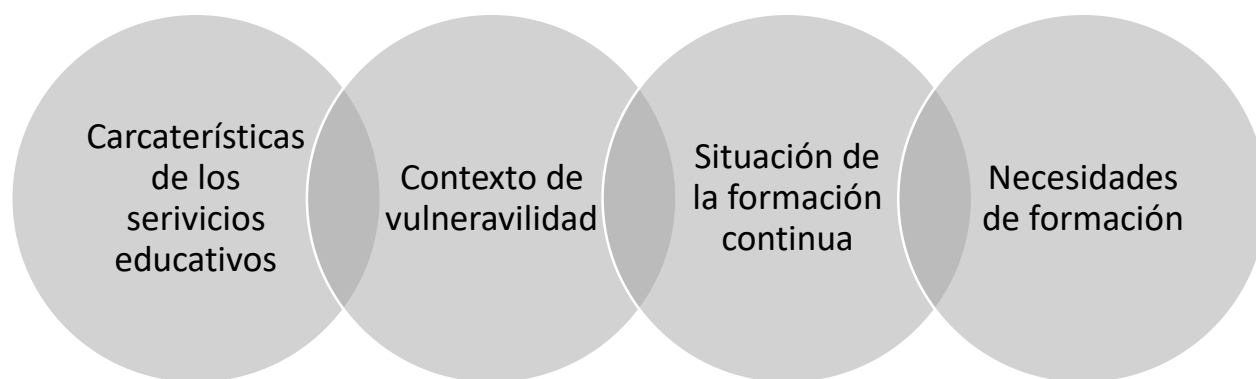 Carcaterísticas
de los
serivicios
educativos
Contexto de
vulneravilidad
Situación de
la formación
continua
Necesidades
de formación